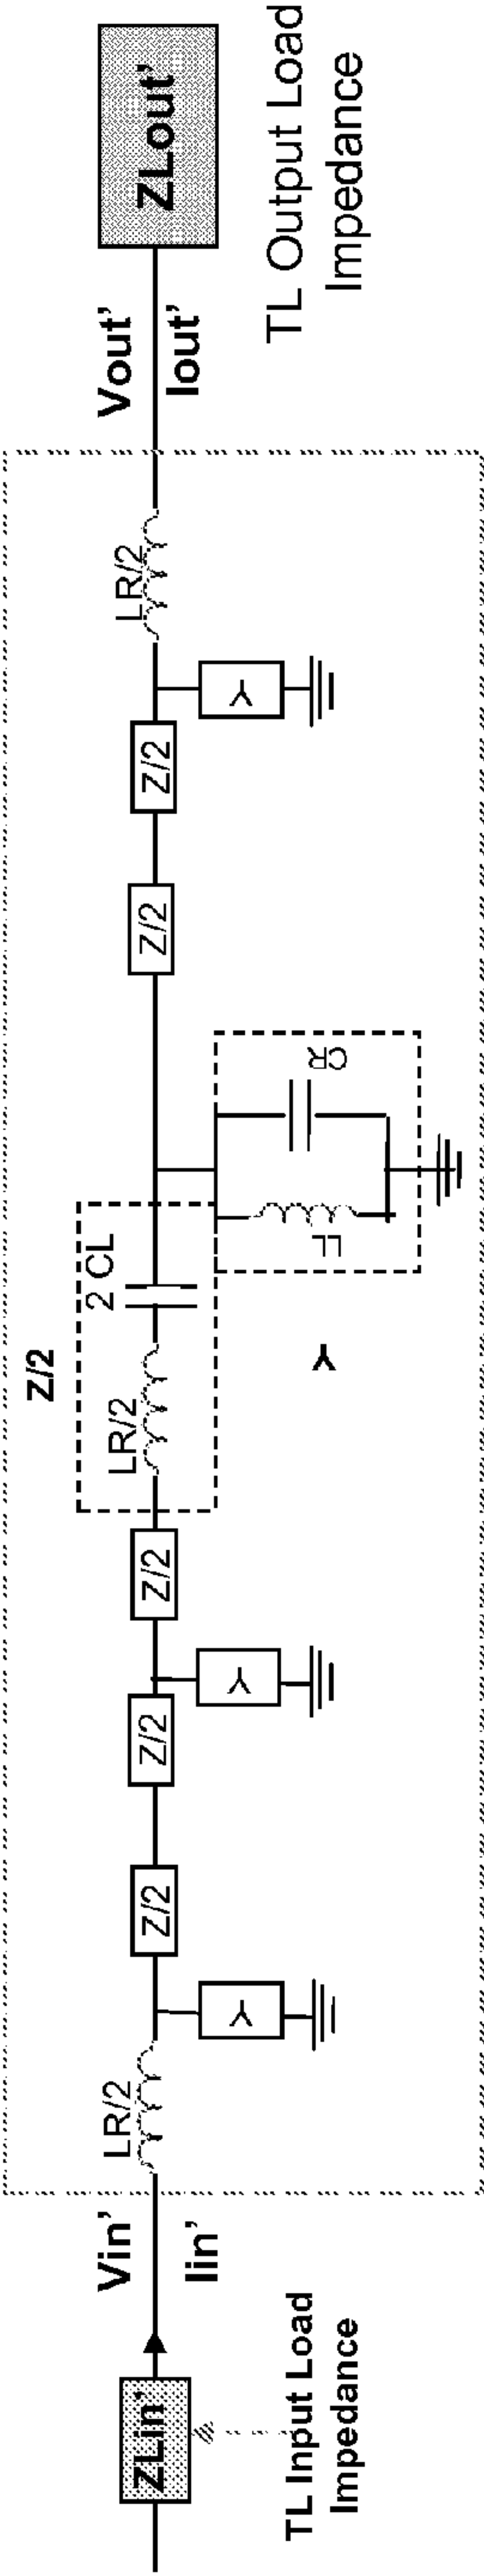 ZLin’
TL Input Load
Impedance
Vin’
Iin’
LR/2
Y
Z/2
Z/2
Y
Z/2
Z/2
LR/2
2 CL
CR
Y
Z/2
Z/2
Y
LR/2
Vout’
Iout’
ZLout’
TL Output Load
Impedance